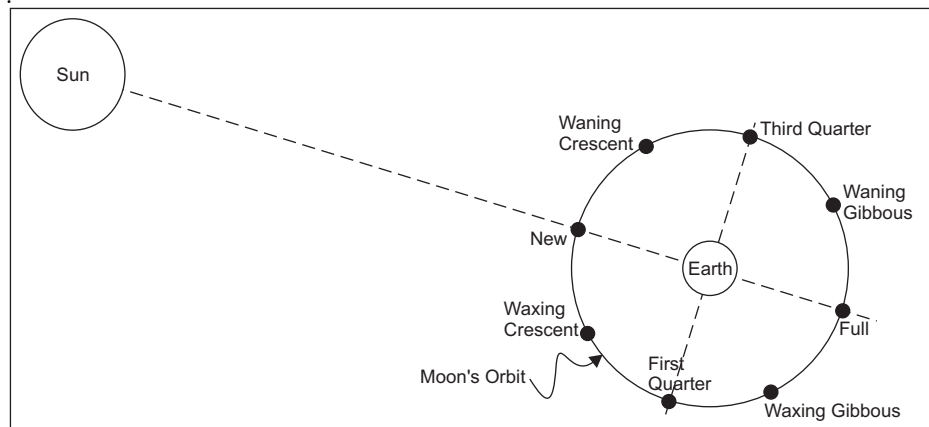 Sun
Waning
Crescent
Third Quarter
Waning
Gibbous
New
Earth
Waxing
Crescent
Full
First
Quarter
Moon's Orbit
Waxing Gibbous